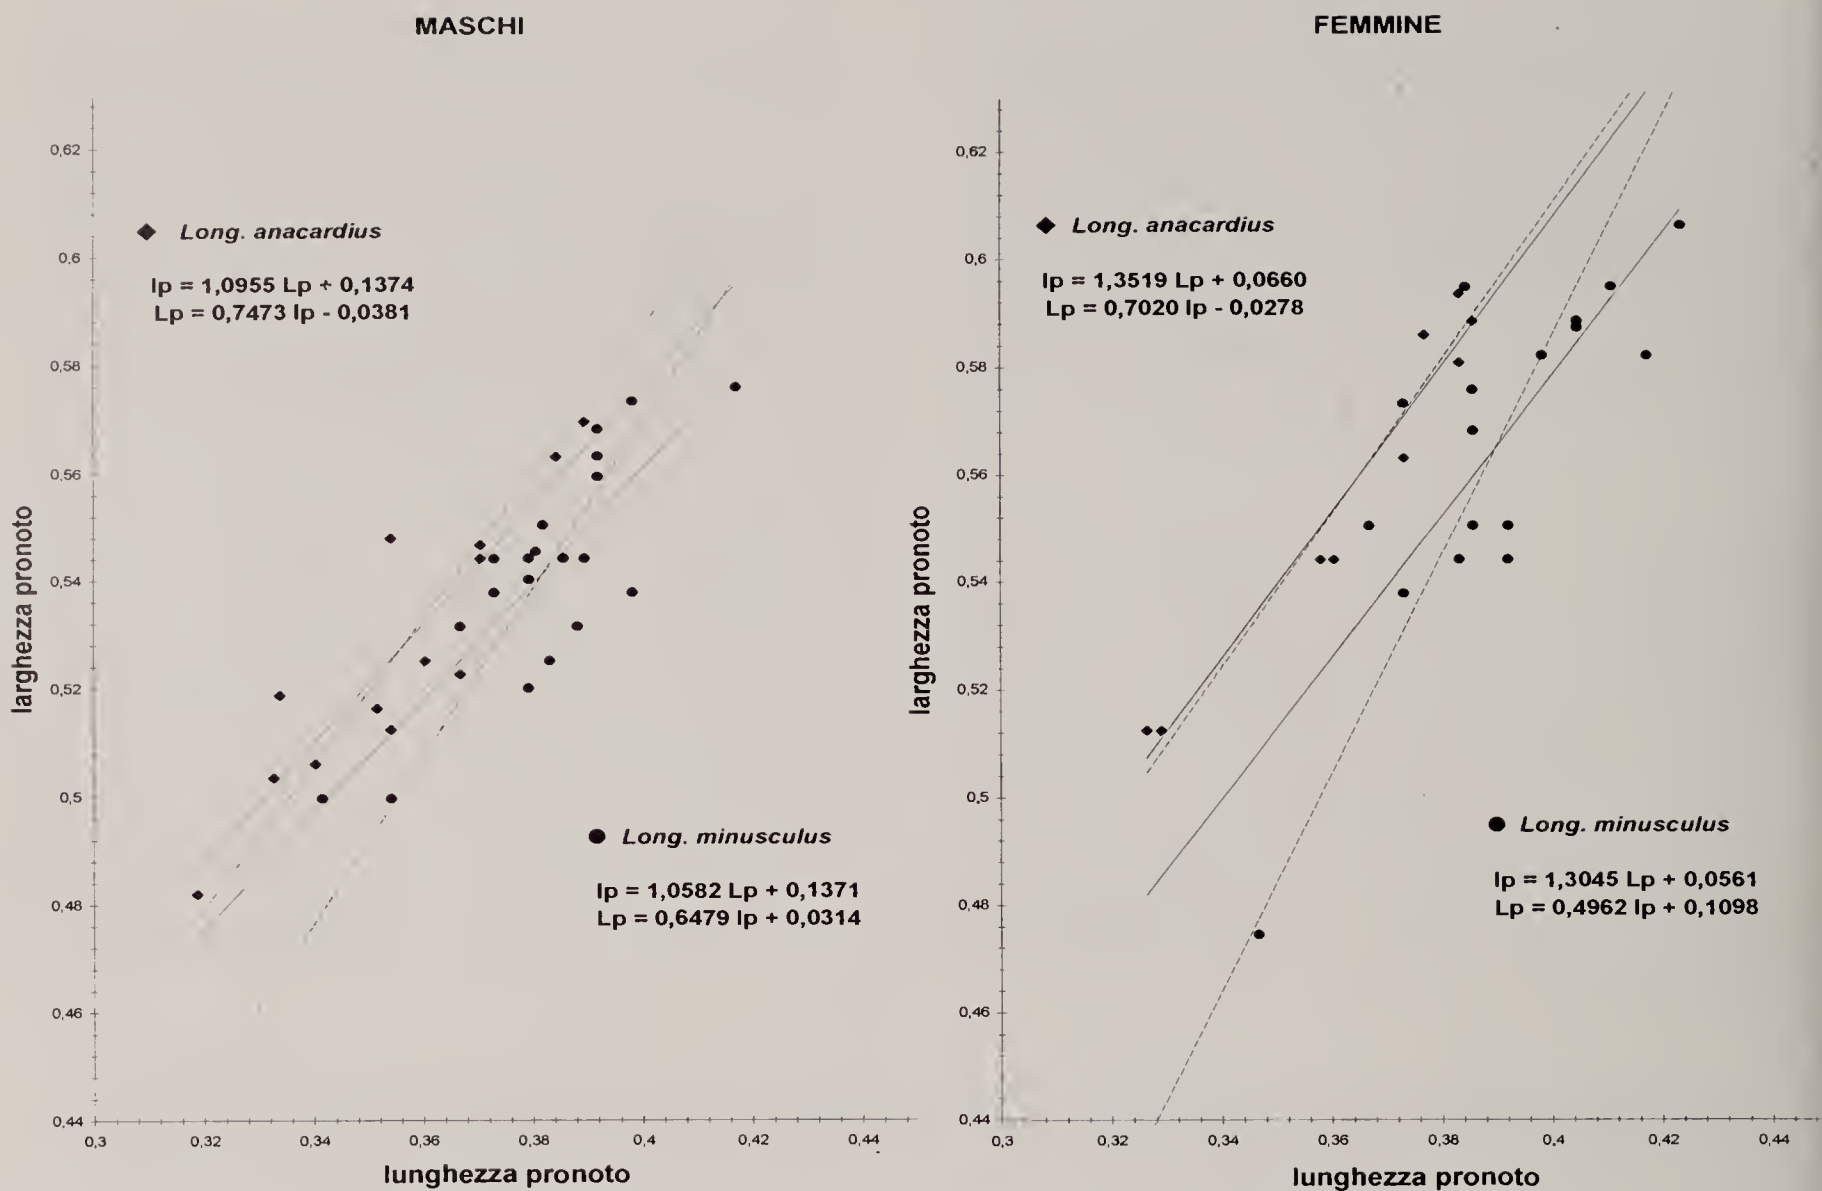 MASCHI
0,62
0,6
0,58
0,56
0,54
0,52
0,5
0,48
0,46
0,44
0,3
0,32
0,34
0,36
0,38
0,4
0,42
0,44
larghezza pronoto
lunghezza pronoto
Long. anacardius
lp = 1,0955 Lp + 0,1374
Lp = 0,7473 lp - 0,0381
Long. minusculus
lp = 1,0582 Lp + 0,1371
Lp = 0,6479 lp + 0,0314
FEMMINE
0,62
0,6
0,58
0,56
0,54
0,52
0,5
0,48
0,46
0,44
0,3
0,32
0,34
0,36
0,38
0,4
0,42
0,44
larghezza pronoto
lunghezza pronoto
Long. anacardius
lp = 1,3519 Lp + 0,0660
Lp = 0,7020 lp - 0,0278
Long. minusculus
lp = 1,3045 Lp + 0,0561
Lp = 0,4962 lp + 0,1098